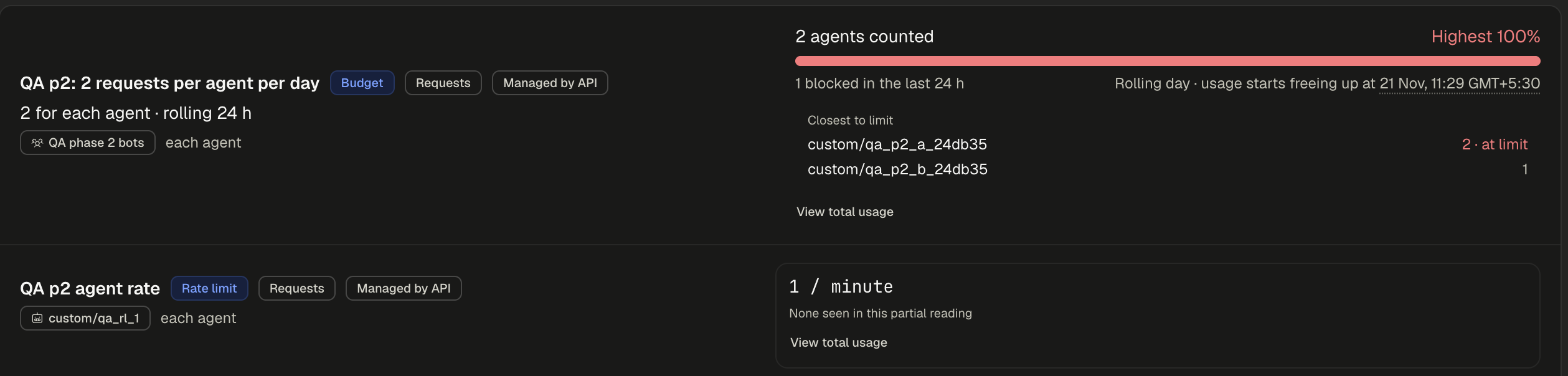 QA p2: 2 requests per agent per day Budget Requests Managed by API
2 for each agent · rolling 24 h
QA phase 2 bots each agent
2 agents counted Highest 100%
1 blocked in the last 24 h Rolling day · usage starts freeing up at 21 Nov, 11:29 GMT+5:30
Closest to limit
custom/qa_p2_a_24db35 2 · at limit
custom/qa_p2_b_24db35 1
View total usage
QA p2 agent rate Rate limit Requests Managed by API
custom/qa_rl_1 each agent
1 / minute
None seen in this partial reading
View total usage